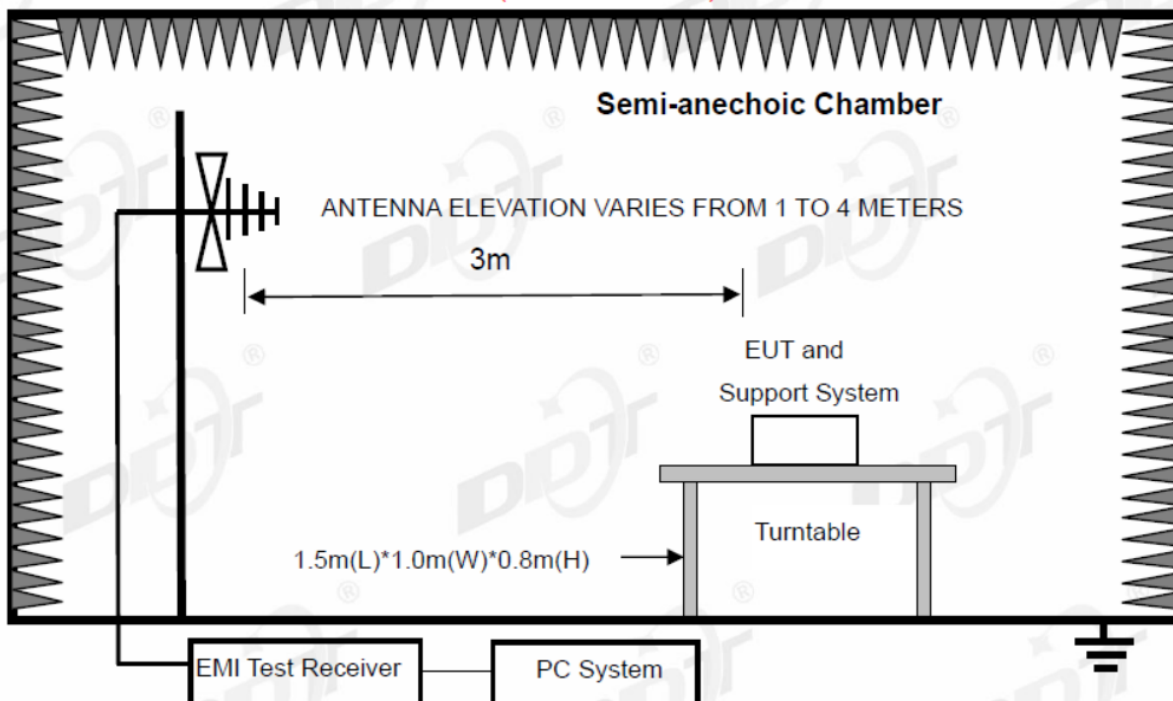 Semi-anechoic Chamber
ANTENNA ELEVATION VARIES FROM 1 TO 4 METERS
3m
EUT and
Support System
Turntable
1.5m(L)*1.0m(W)*0.8m(H)
EMI Test Receiver
PC System
DDT
®